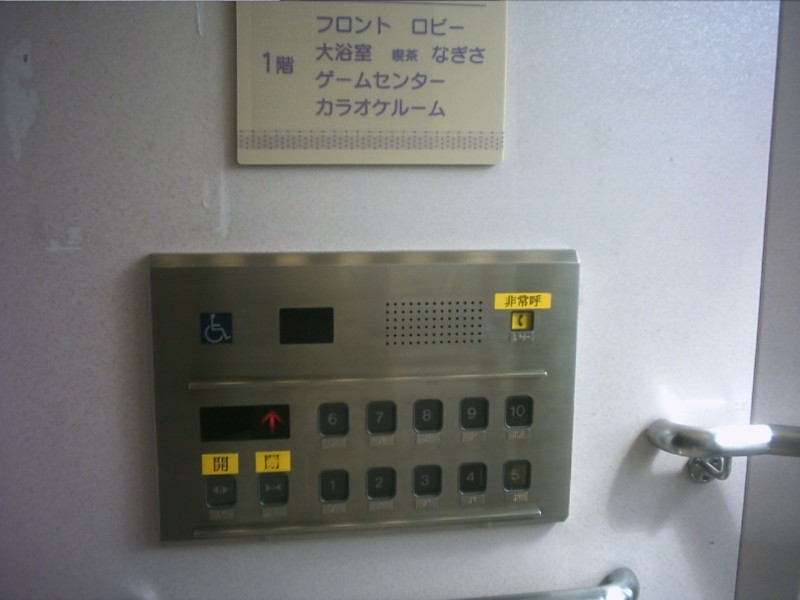 フロント ロビー
1階 大浴室 喫茶 なぎさ
ゲームセンター
カラオケルーム
非常呼
6 7 8 9 10
開 閉
1 2 3 4 5